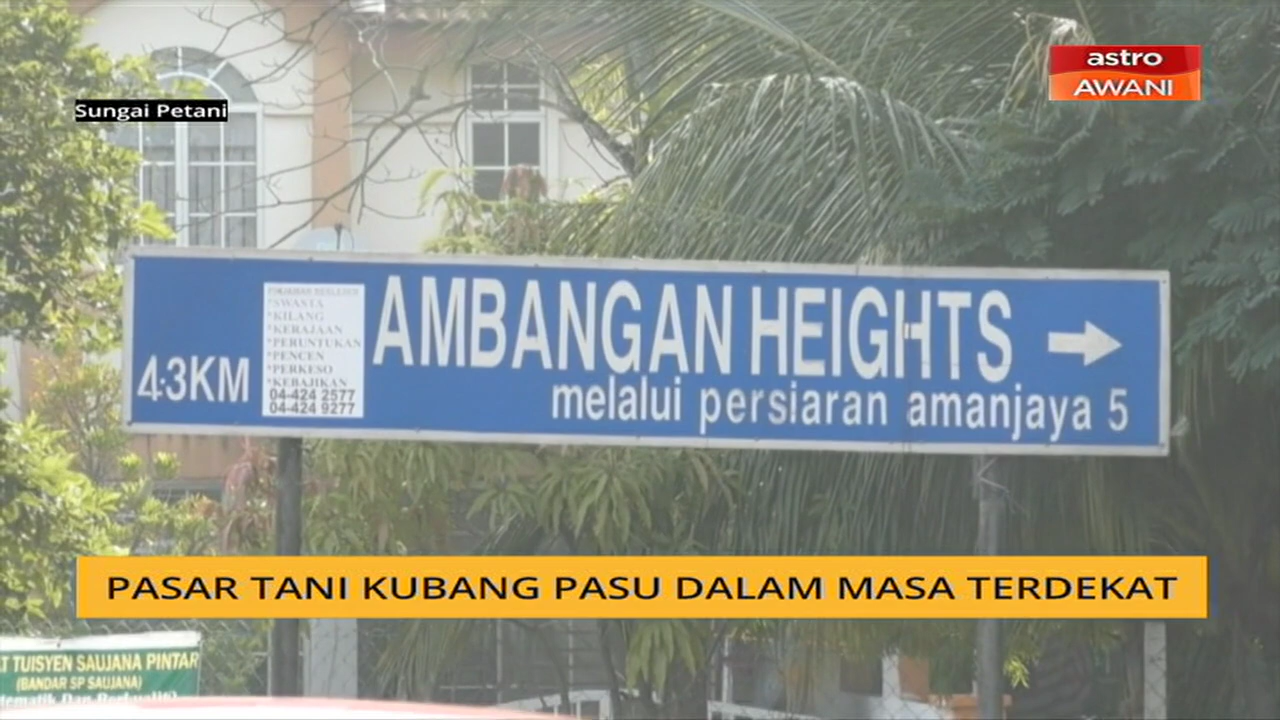 astro
AWANI
Sungai Petani
AMBANGAN HEIGHTS
melalui persiaran amanjaya 5
4.3KM
*SWASTA
*KILANG
*KERAJAAN
*PERUNTUKAN
*PENCEN
*PERKESO
*KEBAJIKAN
04-424 2577
04-424 9277
PASAR TANI KUBANG PASU DALAM MASA TERDEKAT
T TUISYEN SAUJANA PINTAR
(BANDAR SP SAUJANA)